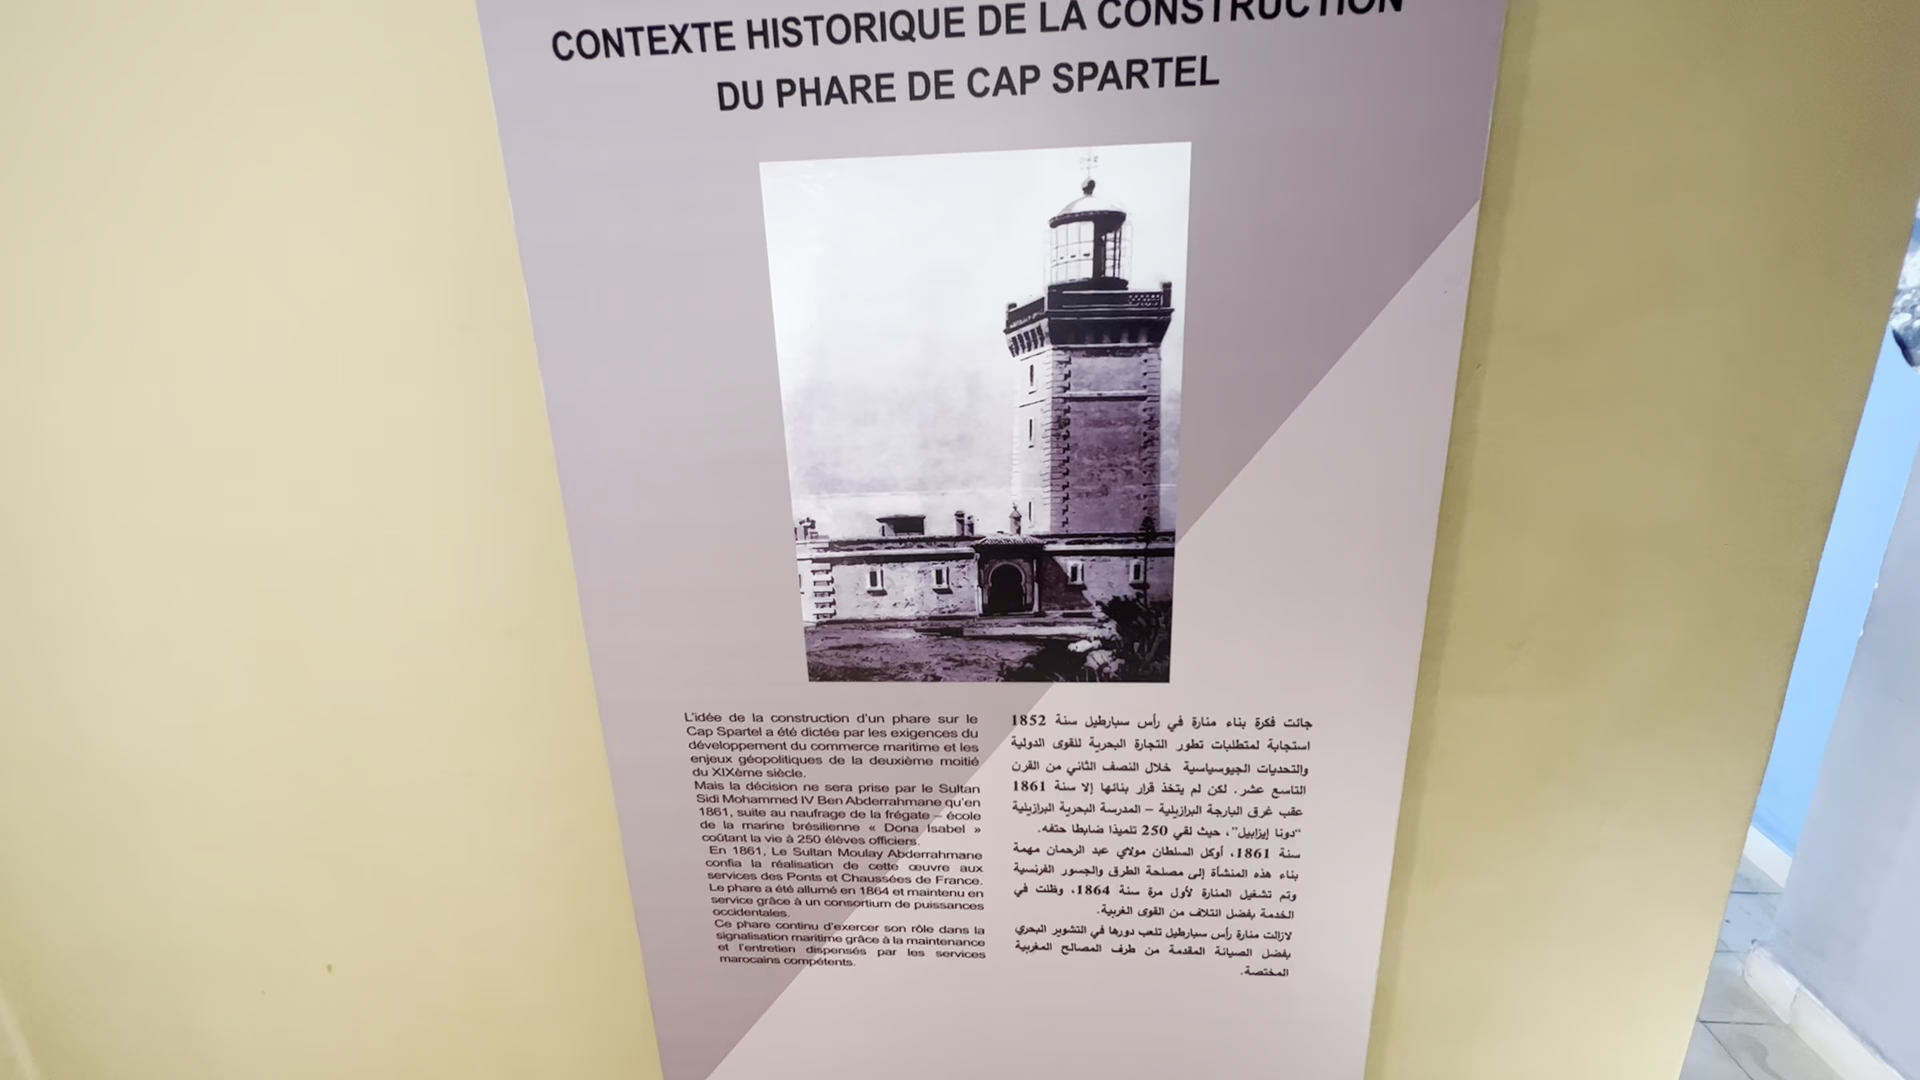 CONTEXTE HISTORIQUE DE LA CONSTRUCTION
DU PHARE DE CAP SPARTEL
L'idée de la construction d'un phare sur le
Cap Spartel a été dictée par les exigences du
développement du commerce maritime et les
enjeux géopolitiques de la deuxième moitié
du XIXème siècle.
Mais la décision ne sera prise par le Sultan
Sidi Mohammed IV Ben Abderrahmane qu'en
1861, suite au naufrage de la frégate – école
de la marine brésilienne « Dona Isabel »
coûtant la vie à 250 élèves officiers.
En 1861, Le Sultan Moulay Abderrahmane
confia la réalisation de cette œuvre aux
services des Ponts et Chaussées de France.
Le phare a été allumé en 1864 et maintenu en
service grâce à un consortium de puissances
occidentales.
Ce phare continu d'exercer son rôle dans la
signalisation maritime grâce à la maintenance
et l'entretien dispensés par les services
marocains compétents.
جائت فكرة بناء منارة في رأس سبارطيل سنة 1852
استجابة لمتطلبات تطور التجارة البحرية للقوى الدولية
والتحديات الجيوسياسية خلال النصف الثاني من القرن
التاسع عشر. لكن لم يتخذ قرار بنائها إلا سنة 1861
عقب غرق البارجة البرازيلية – المدرسة البحرية البرازيلية
"دونا إيزابيل"، حيث لقي 250 تلميذا ضابطا حتفه.
سنة 1861، أوكل السلطان مولاي عبد الرحمان مهمة
بناء هذه المنشأة إلى مصلحة الطرق والجسور الفرنسية
وتم تشغيل المنارة لأول مرة سنة 1864، وظلت في
الخدمة بفضل ائتلاف من القوى الغربية.
لازالت منارة رأس سبارطيل تلعب دورها في التشوير البحري
بفضل الصيانة المقدمة من طرف المصالح المغربية
المختصة.